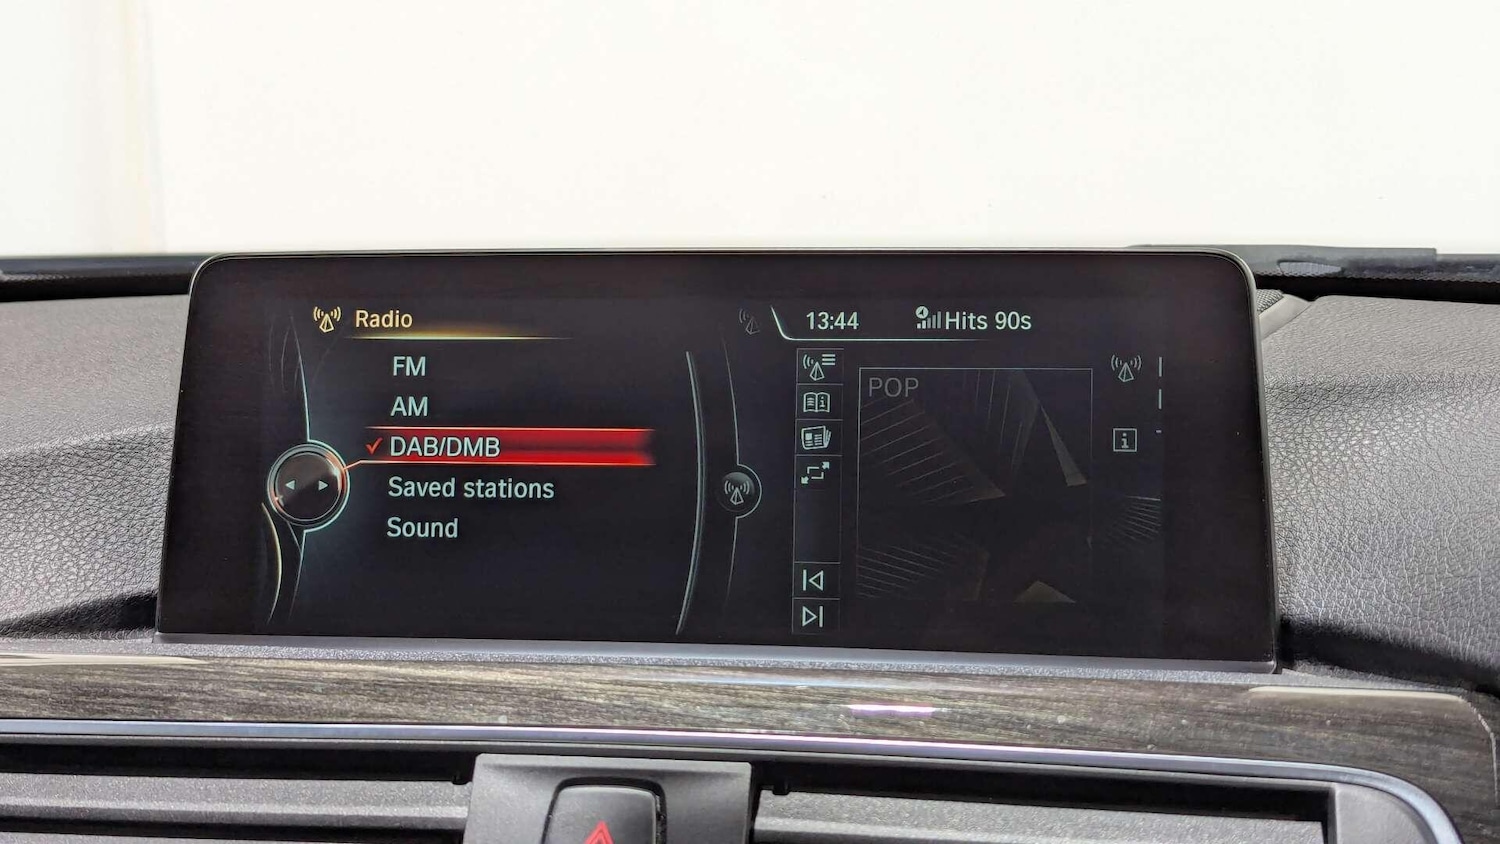 Radio
FM
AM
DAB/DMB
Saved stations
Sound
13:44
Hits 90s
POP